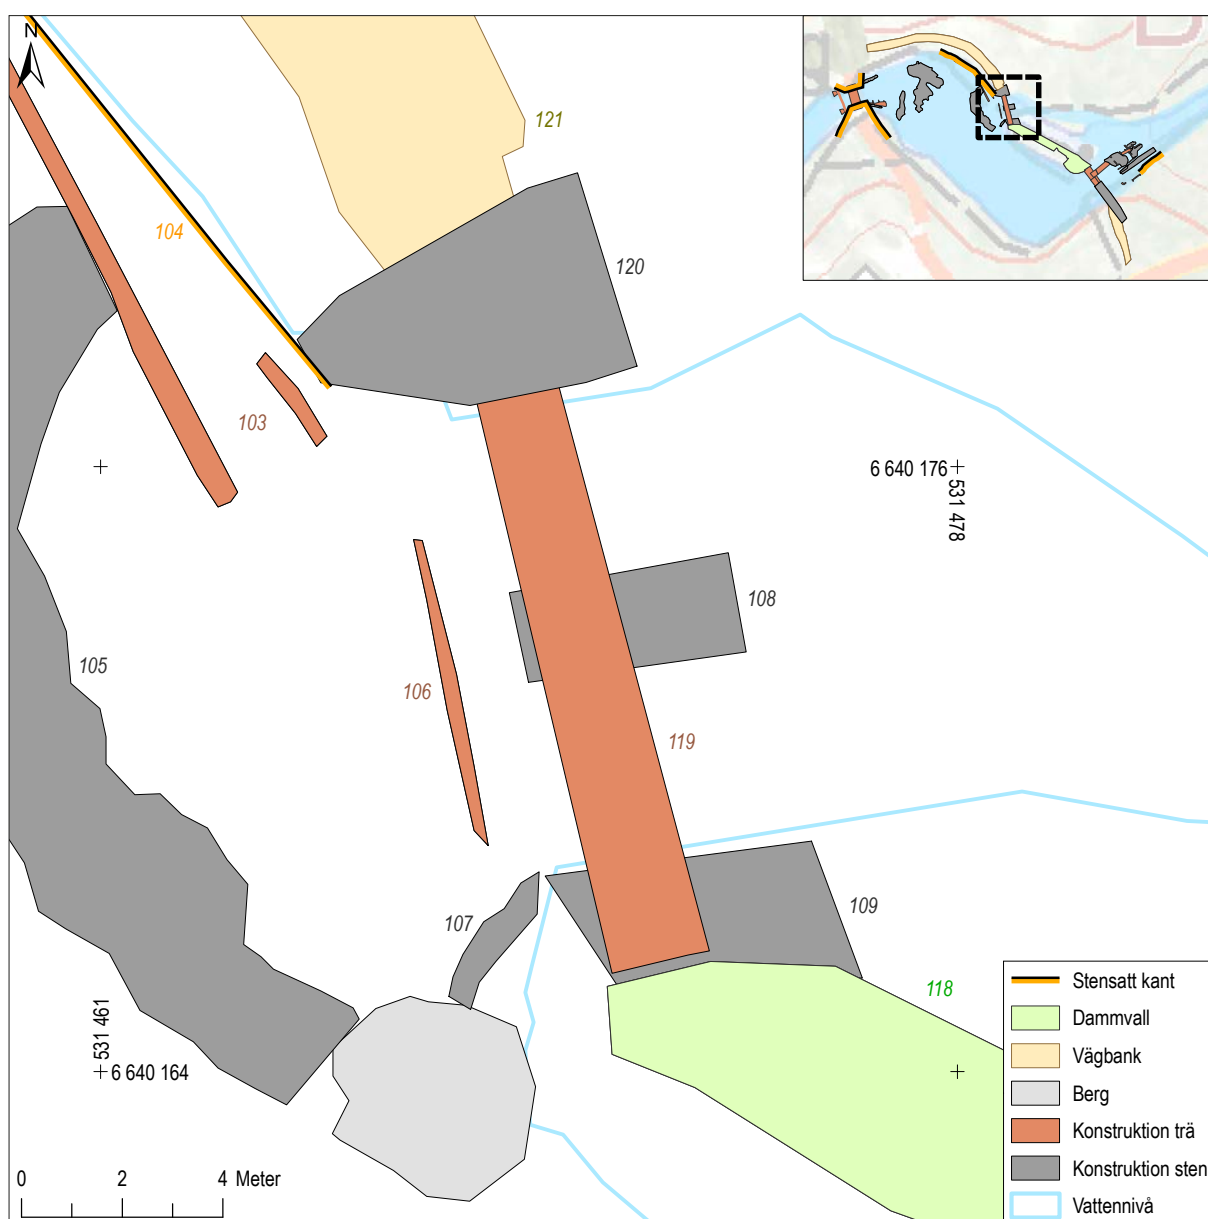 N
121
104
120
103
6 640 176
531 478
108
105
106
119
107
109
118
531 461
6 640 164
0 2 4 Meter
Stensatt kant
Dammvall
Vägbank
Berg
Konstruktion trä
Konstruktion sten
Vattennivå